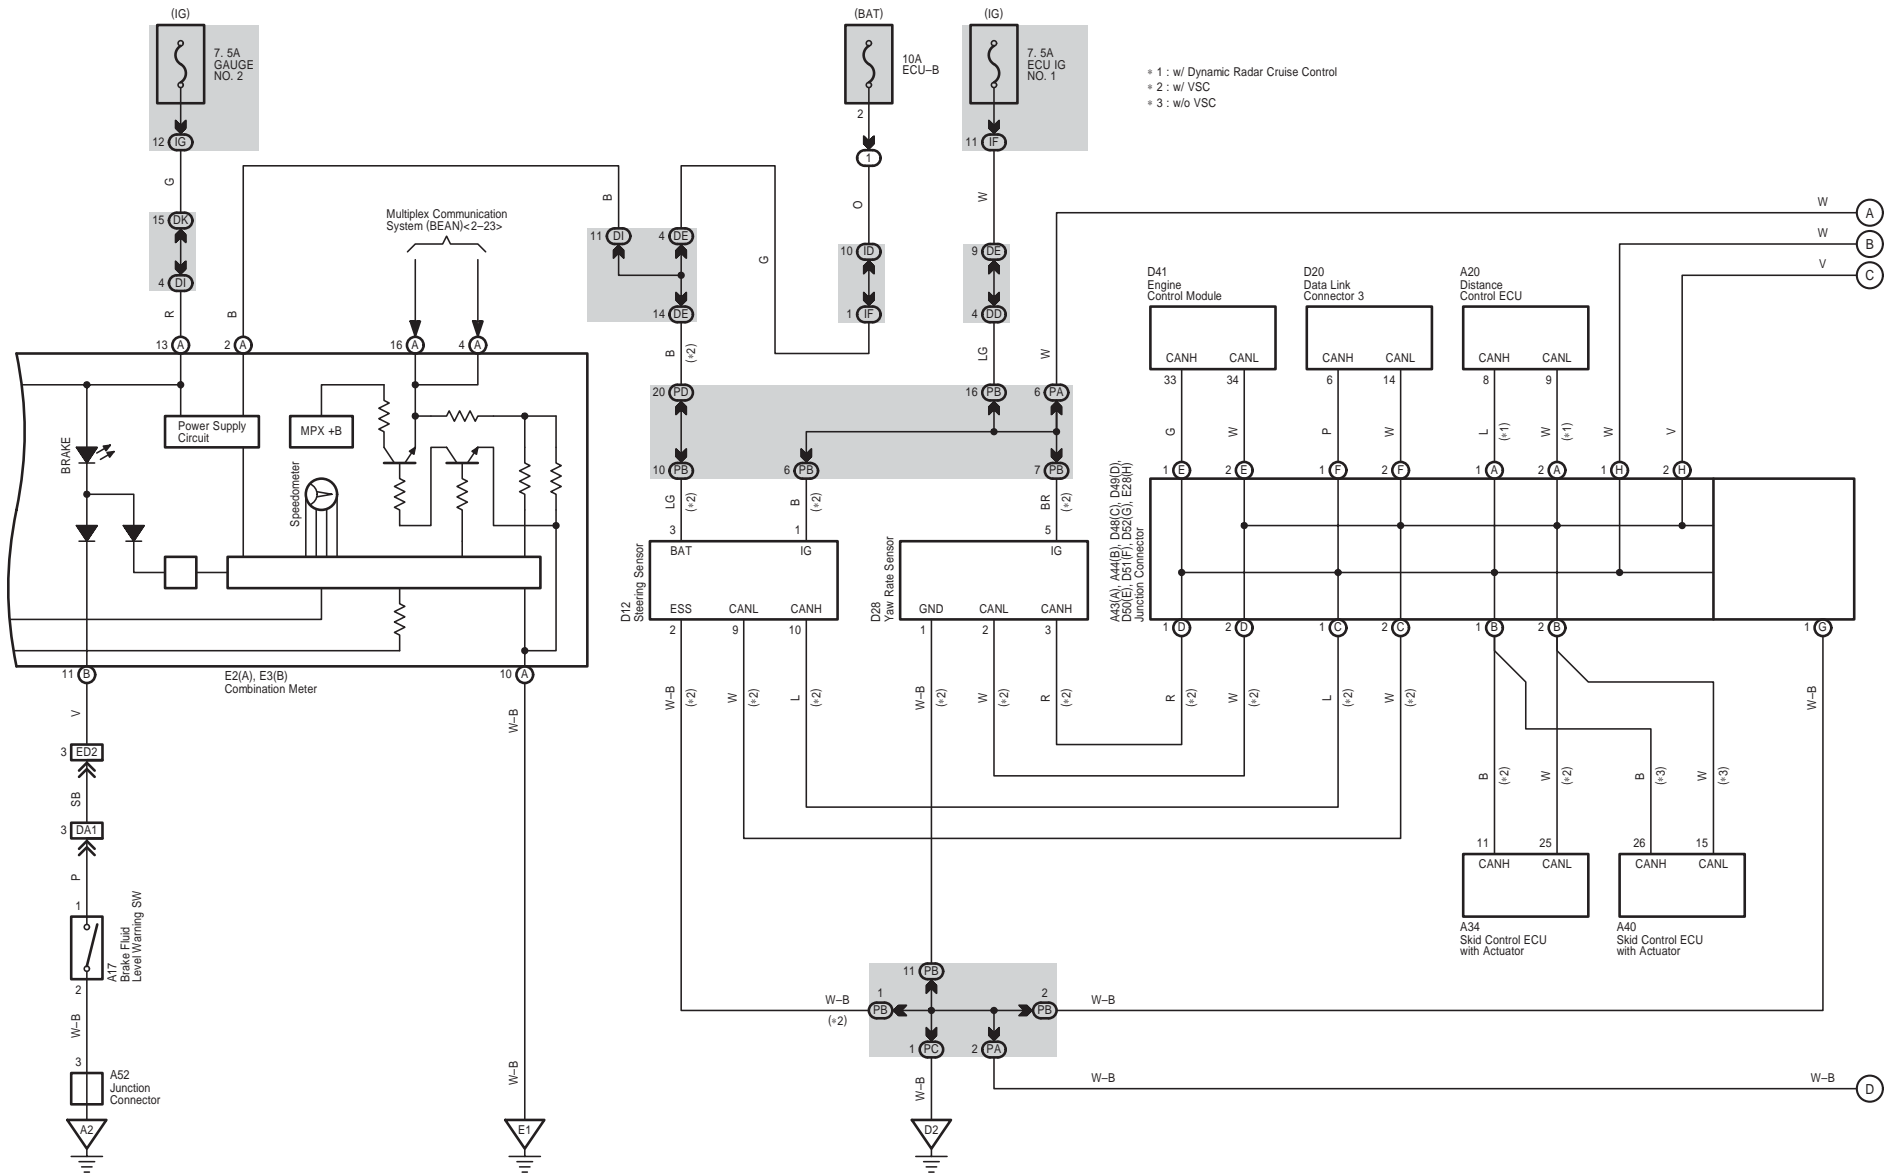 (IG)
(BAT)
(IG)
7. 5A
GAUGE
NO. 2
10A
ECU–B
7. 5A
ECU IG
NO. 1
∗ 1 : w/ Dynamic Radar Cruise Control
∗ 2 : w/ VSC
∗ 3 : w/o VSC
2
12 IG
1
11 IF
G
B
O
W
W
A
W
B
V
C
15 DK
4 DI
Multiplex Communication
System (BEAN)<2–23>
11 DI
4 DE
14 DE
G
10 ID
1 IF
9 DE
4 DD
D41
Engine
Control Module
D20
Data Link
Connector 3
A20
Distance
Control ECU
R
B
13 A
2 A
16 A
4 A
B
(∗2)
LG
W
CANH
CANL
CANH
CANL
CANH
CANL
33
34
6
14
8
9
20 PD
16 PB
6 PA
BRAKE
Power Supply
Circuit
MPX +B
Speedometer
G
W
P
W
L
(∗1)
W
(∗1)
W
V
10 PB
6 PB
7 PB
1 E
2 E
1 F
2 F
1 A
2 A
1 H
2 H
LG
(∗2)
B
(∗2)
BR
(∗2)
3
1
5
BAT
IG
IG
D12
Steering Sensor
D28
Yaw Rate Sensor
A43(A), A44(B), D48(C), D49(D),
D50(E), D51(F), D52(G), E28(H)
Junction Connector
ESS
CANL
CANH
GND
CANL
CANH
2
9
10
1
2
3
1 D
2 D
1 C
2 C
1 B
2 B
1 G
11 B
E2(A), E3(B)
Combination Meter
10 A
V
W–B
W–B
(∗2)
W
(∗2)
L
(∗2)
W–B
(∗2)
W
(∗2)
R
(∗2)
R
(∗2)
W
(∗2)
L
(∗2)
W
(∗2)
W–B
3 ED2
SB
B
(∗2)
W
(∗2)
B
(∗3)
W
(∗3)
3 DA1
P
11
25
26
15
CANH
CANL
CANH
CANL
A34
Skid Control ECU
with Actuator
A40
Skid Control ECU
with Actuator
1
A17
Brake Fluid
Level Warning SW
2
W–B
11 PB
W–B
(∗2)
1
PB
2
PB
W–B
1 PC
2 PA
3
A52
Junction
Connector
W–B
W–B
W–B
W–B
D
A2
E1
D2